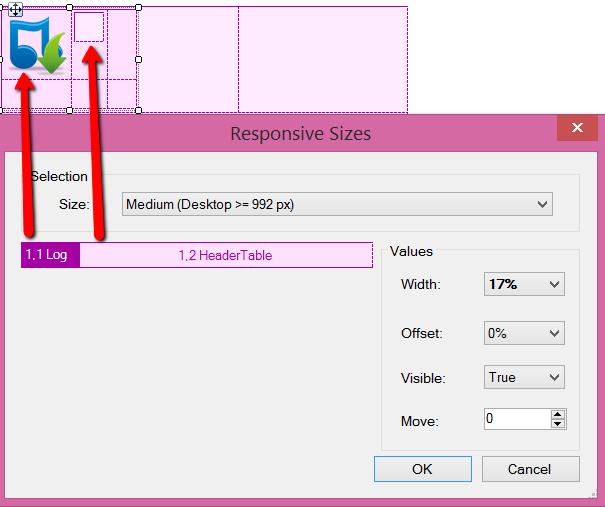 Responsive Sizes
Selection
Size: Medium (Desktop >= 992 px)
1.1 Log 1.2 HeaderTable
Values
Width: 17%
Offset: 0%
Visible: True
Move: 0
OK Cancel